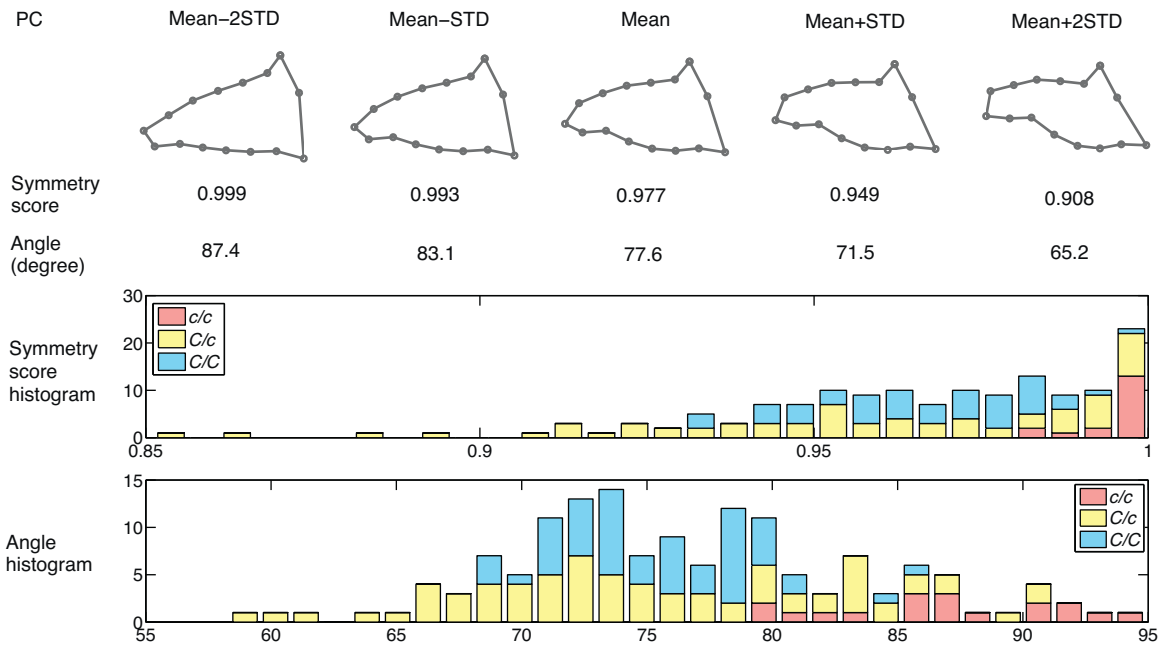 PC Mean−2STD Mean−STD Mean Mean+STD Mean+2STD
Symmetry
score 0.999 0.993 0.977 0.949 0.908
Angle
(degree) 87.4 83.1 77.6 71.5 65.2
Symmetry
score
histogram
30
20
10
0
c/c
C/c
C/C
0.85 0.9 0.95 1
Angle
histogram
15
10
5
0
c/c
C/c
C/C
55 60 65 70 75 80 85 90 95